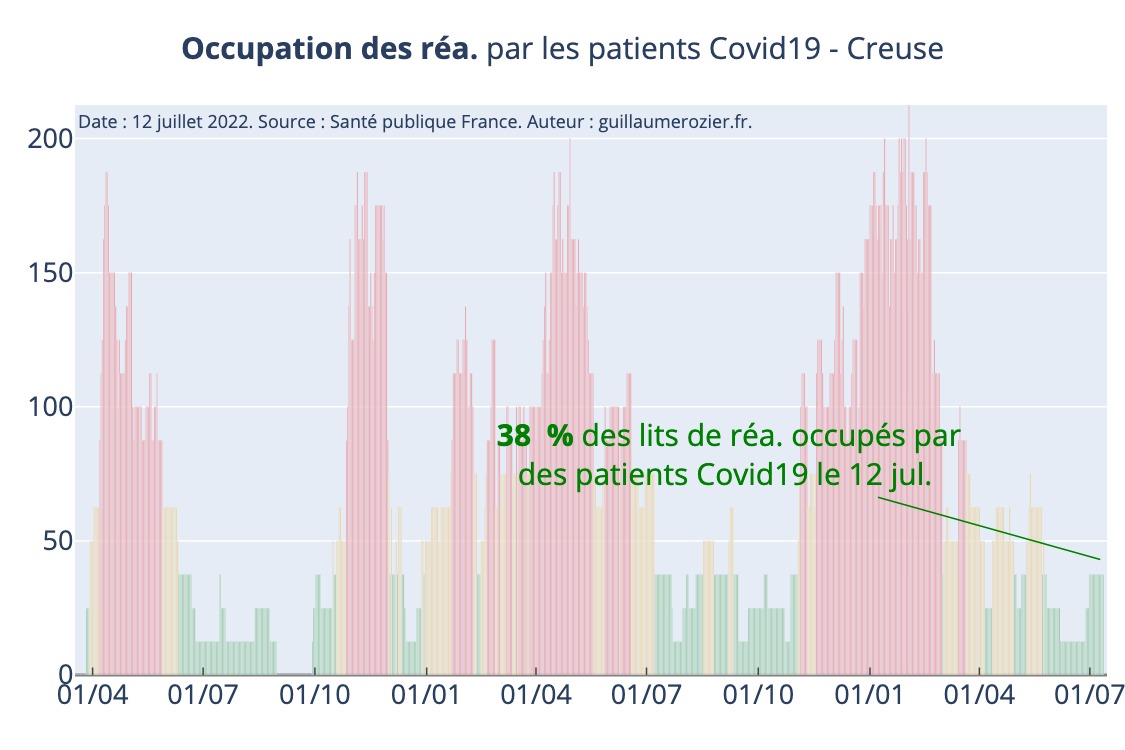 Occupation des réa. par les patients Covid19 - Creuse
Date : 12 juillet 2022. Source : Santé publique France. Auteur : guillaumerozier.fr.
200
150
100
50
0
38 % des lits de réa. occupés par
des patients Covid19 le 12 jul.
01/04 01/07 01/10 01/01 01/04 01/07 01/10 01/01 01/04 01/07